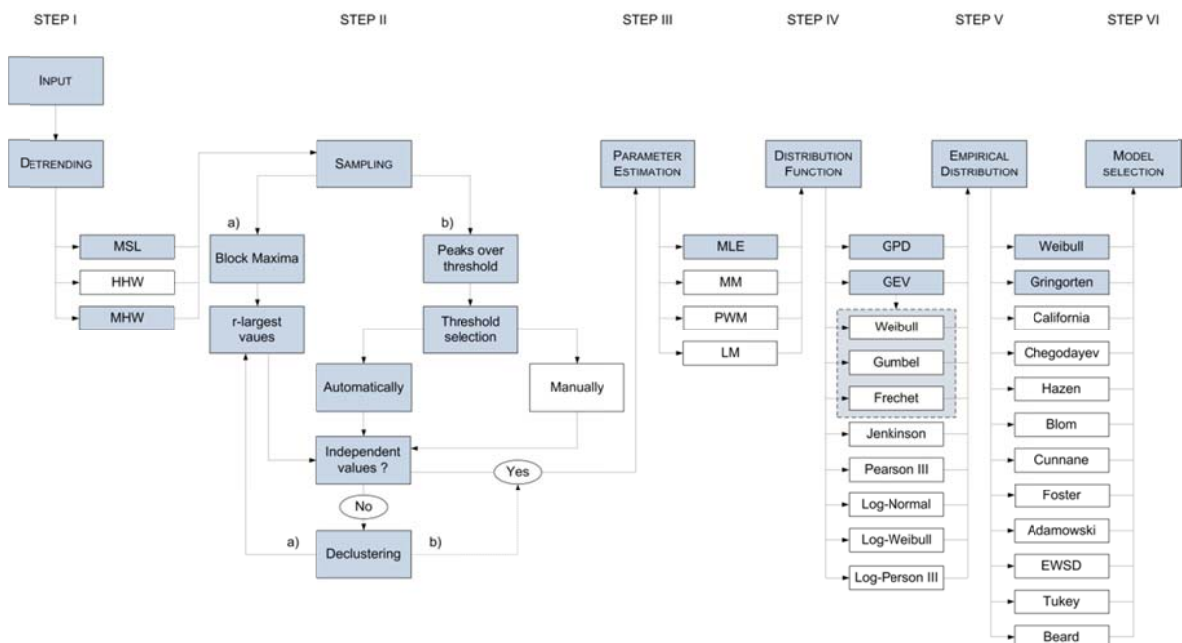 STEP I
STEP II
STEP III
STEP IV
STEP V
STEP VI
INPUT
DETRENDING
MSL
HHW
MHW
SAMPLING
a)
b)
Block Maxima
r-largest
vaues
Peaks over
threshold
Threshold
selection
Automatically
Manually
Independent
values ?
Yes
No
a)
Declustering
b)
PARAMETER
ESTIMATION
MLE
MM
PWM
LM
DISTRIBUTION
FUNCTION
GPD
GEV
Weibull
Gumbel
Frechet
Jenkinson
Pearson III
Log-Normal
Log-Weibull
Log-Person III
EMPIRICAL
DISTRIBUTION
Weibull
Gringorten
California
Chegodayev
Hazen
Blom
Cunnane
Foster
Adamowski
EWSD
Tukey
Beard
MODEL
SELECTION